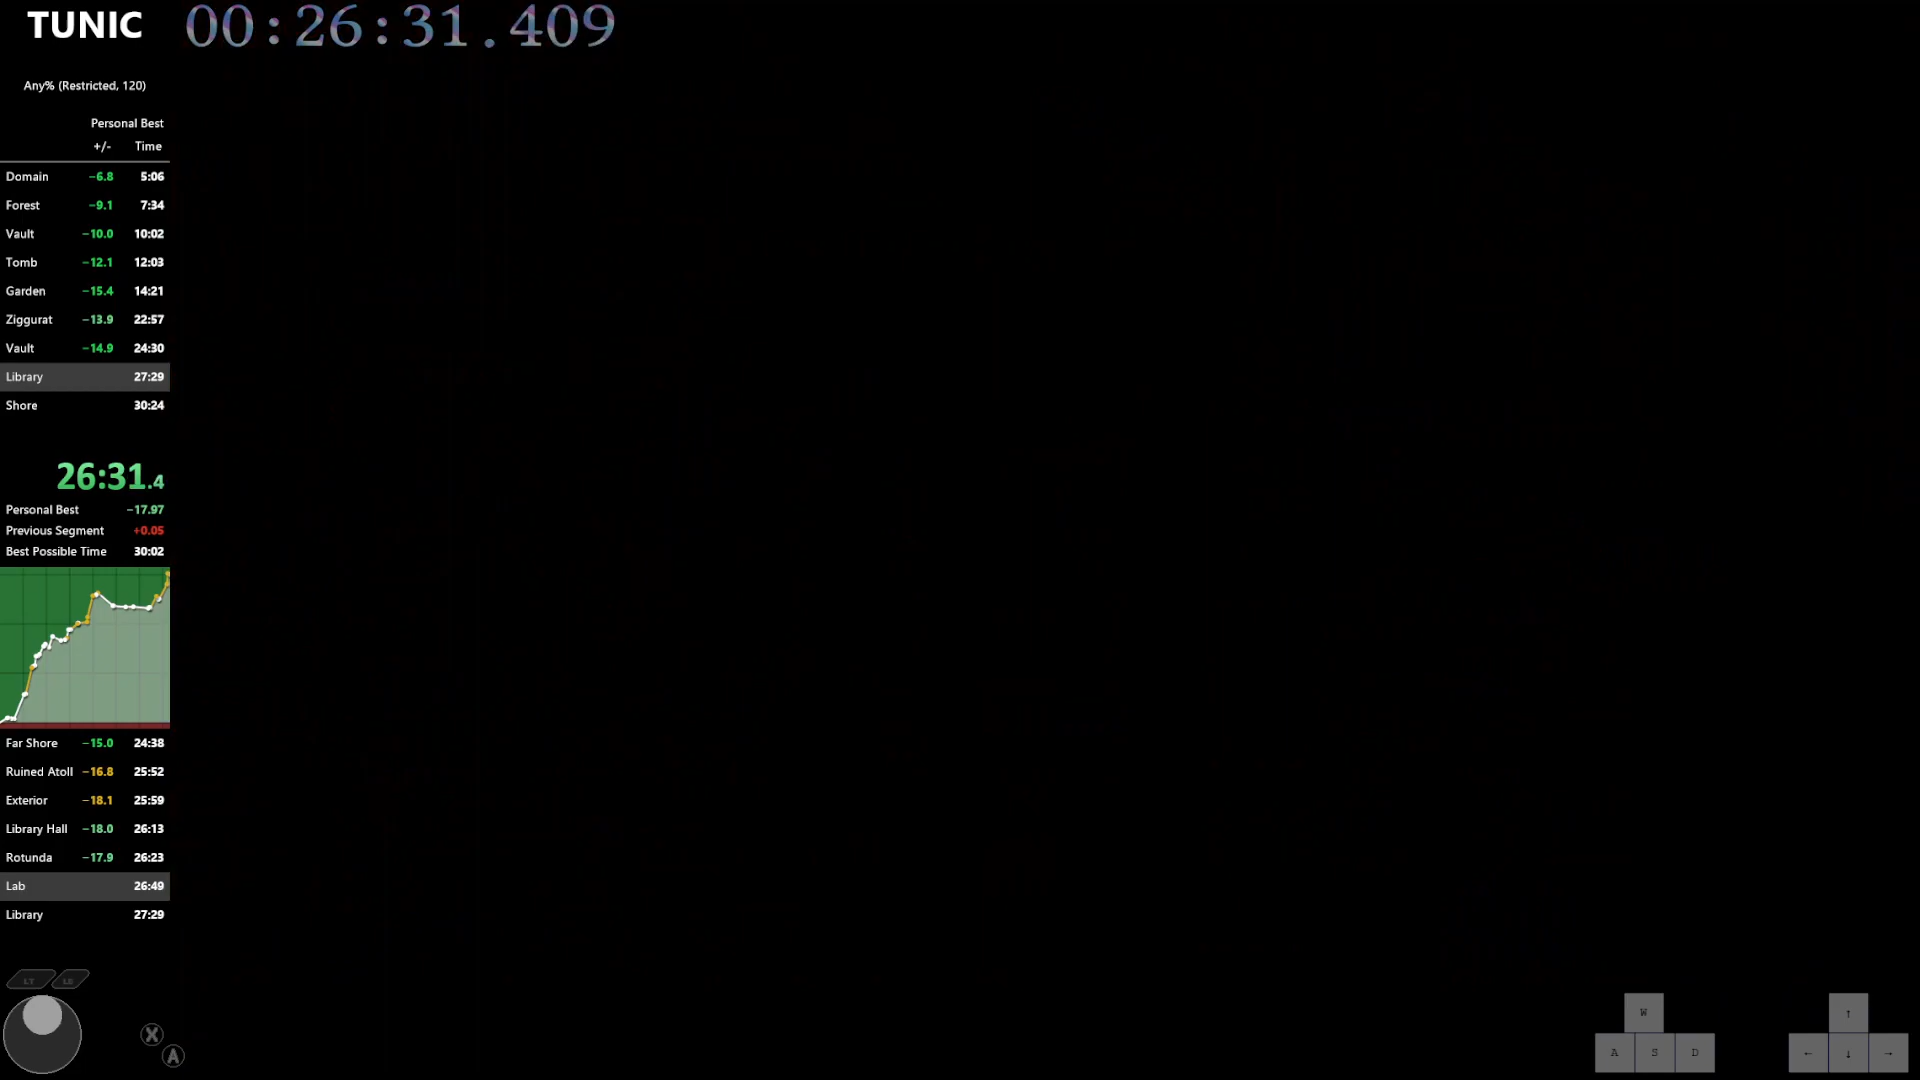 TUNIC 00:26:31.409
Any% (Restricted, 120)
Personal Best
+/- Time
Domain −6.8 5:06
Forest −9.1 7:34
Vault −10.0 10:02
Tomb −12.1 12:03
Garden −15.4 14:21
Ziggurat −13.9 22:57
Vault −14.9 24:30
Library 27:29
Shore 30:24
26:31.4
Personal Best −17.97
Previous Segment +0.05
Best Possible Time 30:02
Far Shore −15.0 24:38
Ruined Atoll −16.8 25:52
Exterior −18.1 25:59
Library Hall −18.0 26:13
Rotunda −17.9 26:23
Lab 26:49
Library 27:29
LT LB
X
A
W ↑
A S D ← ↓ →